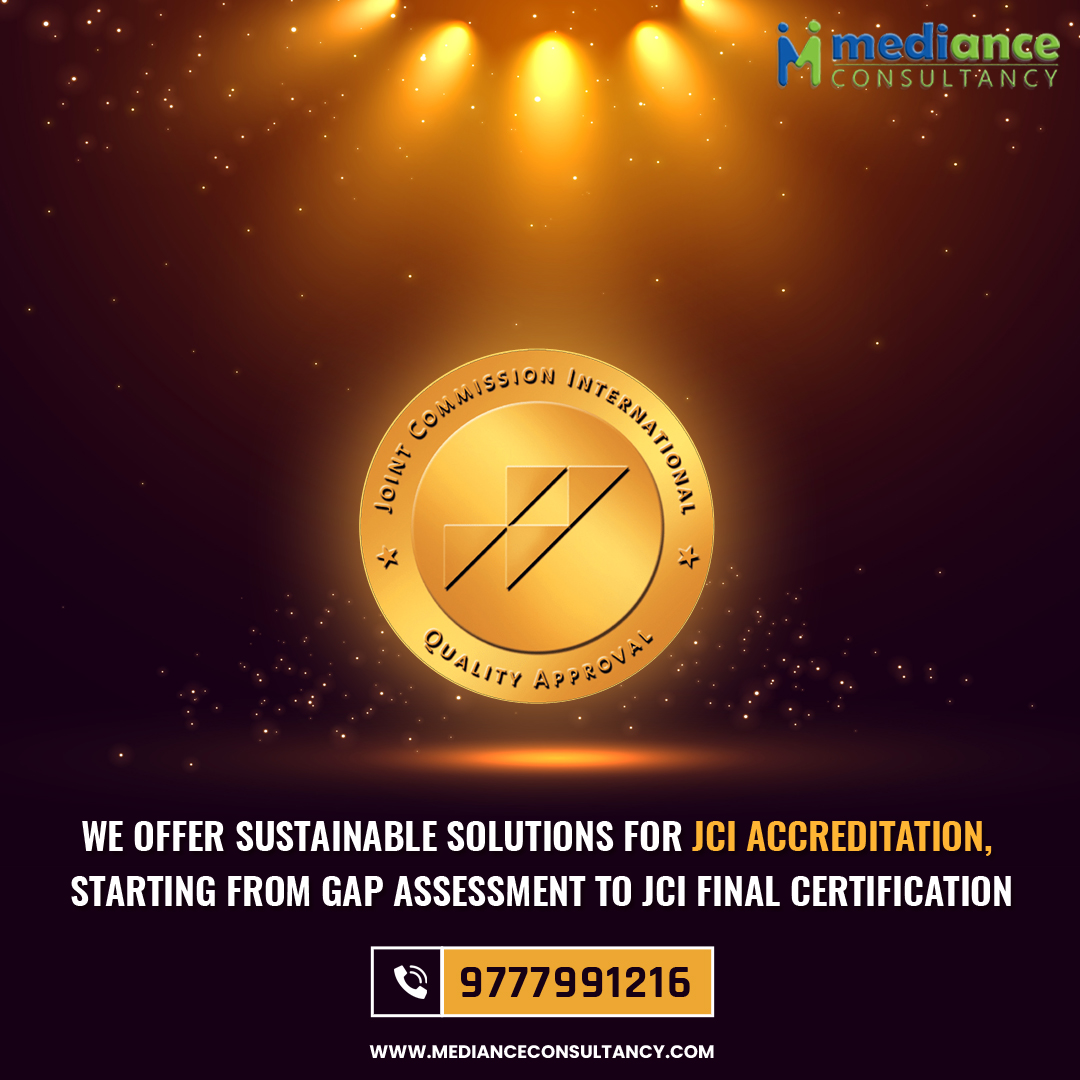 mediance
CONSULTANCY
JOINT COMMISSION INTERNATIONAL
QUALITY APPROVAL
WE OFFER SUSTAINABLE SOLUTIONS FOR JCI ACCREDITATION,
STARTING FROM GAP ASSESSMENT TO JCI FINAL CERTIFICATION
9777991216
WWW.MEDIANCECONSULTANCY.COM